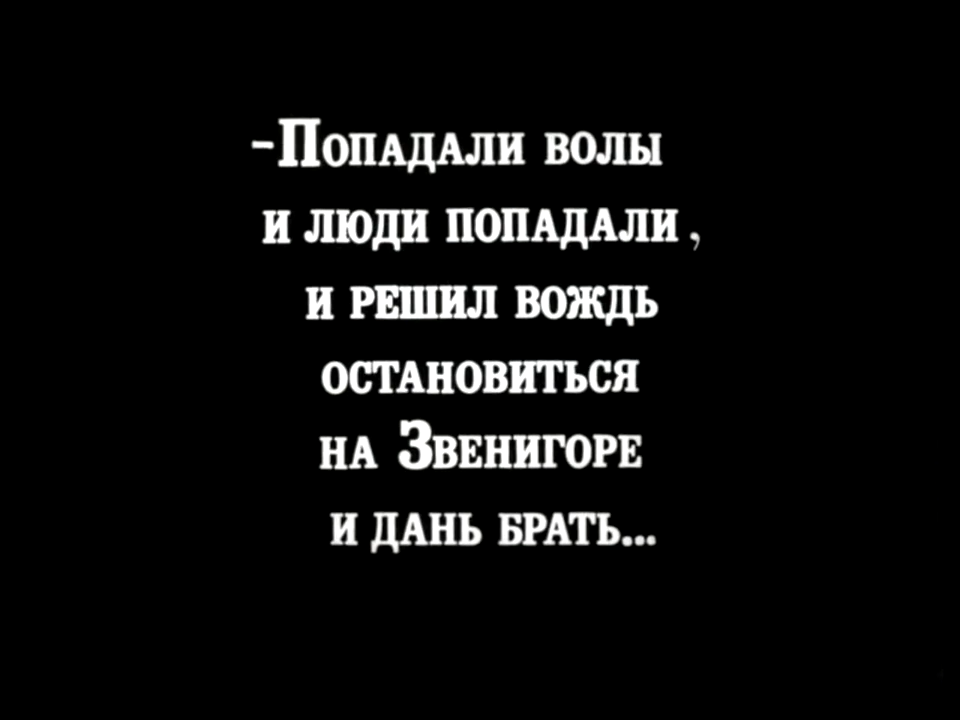 -Попадали волы
и люди попадали,
и решил вождь
остановиться
на Звенигоре
и дань брать...